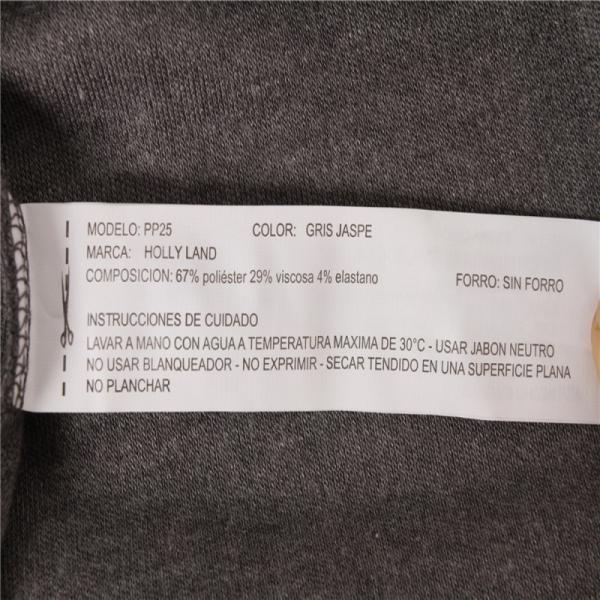 MODELO: PP25 COLOR: GRIS JASPE
MARCA: HOLLY LAND
COMPOSICION: 67% poliéster 29% viscosa 4% elastano FORRO: SIN FORRO
INSTRUCCIONES DE CUIDADO
LAVAR A MANO CON AGUA A TEMPERATURA MAXIMA DE 30°C - USAR JABON NEUTRO
NO USAR BLANQUEADOR - NO EXPRIMIR - SECAR TENDIDO EN UNA SUPERFICIE PLANA
NO PLANCHAR